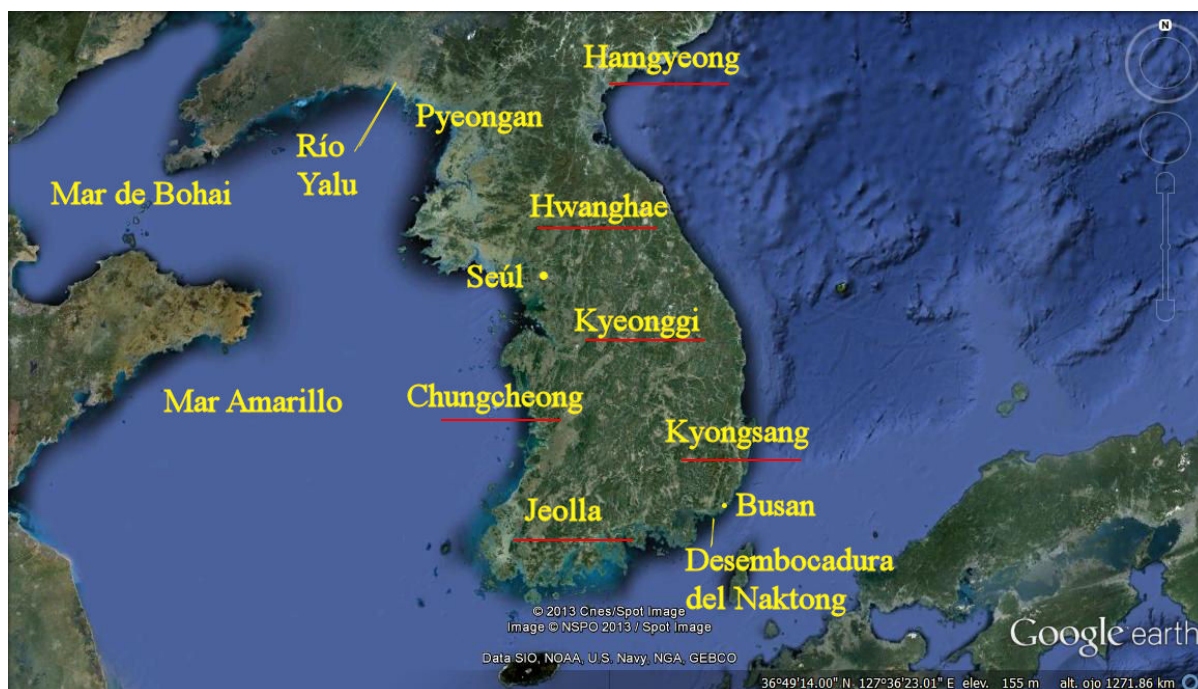 N
Hamgyeong
Pyeongan
Río
Yalu
Mar de Bohai
Hwanghae
Seúl
Kyeonggi
Mar Amarillo
Chungcheong
Kyongsang
Jeolla
Busan
Desembocadura
del Naktong
© 2013 Cnes/Spot Image
Image © NSPO 2013 / Spot Image
Google earth
Data SIO, NOAA, U.S. Navy, NGA, GEBCO
36°49'14.00" N 127°36'23.01" E elev. 155 m alt. ojo 1271.86 km